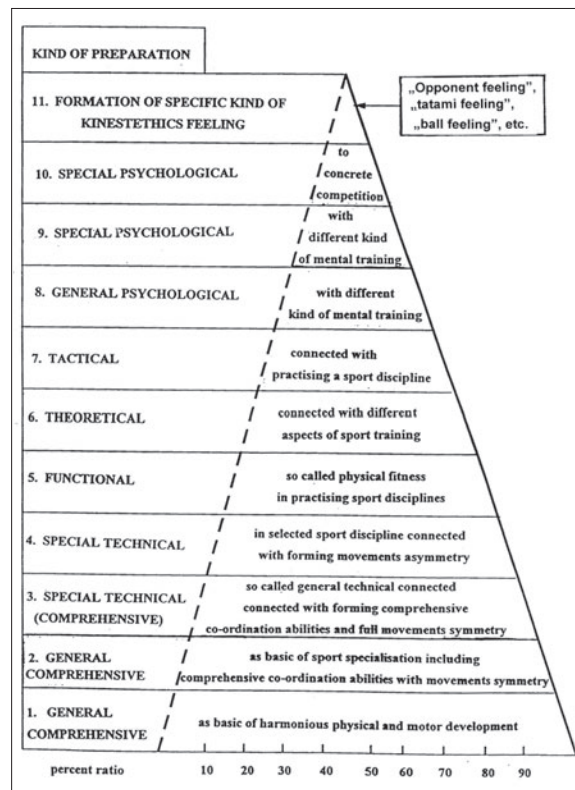 KIND OF PREPARATION
„Opponent feeling”,
„tatami feeling”,
„ball feeling”, etc.
11. FORMATION OF SPECIFIC KIND OF
KINESTETHICS FEELING
10. SPECIAL PSYCHOLOGICAL
to
concrete
competition
9. SPECIAL PSYCHOLOGICAL
with
different kind
of mental training
8. GENERAL PSYCHOLOGICAL
with different
kind of mental training
7. TACTICAL
connected with
practising a sport discipline
6. THEORETICAL
connected with different
aspects of sport training
5. FUNCTIONAL
so called physical fitness
in practising sport disciplines
4. SPECIAL TECHNICAL
in selected sport discipline connected
with forming movements asymmetry
3. SPECIAL TECHNICAL
(COMPREHENSIVE)
so called general technical connected
connected with forming comprehensive
co-ordination abilities and full movements symmetry
2. GENERAL
COMPREHENSIVE
as basic of sport specialisation including
comprehensive co-ordination abilities with movements symmetry
1. GENERAL
COMPREHENSIVE
as basic of harmonious physical and motor development
percent ratio 10 20 30 40 50 60 70 80 90